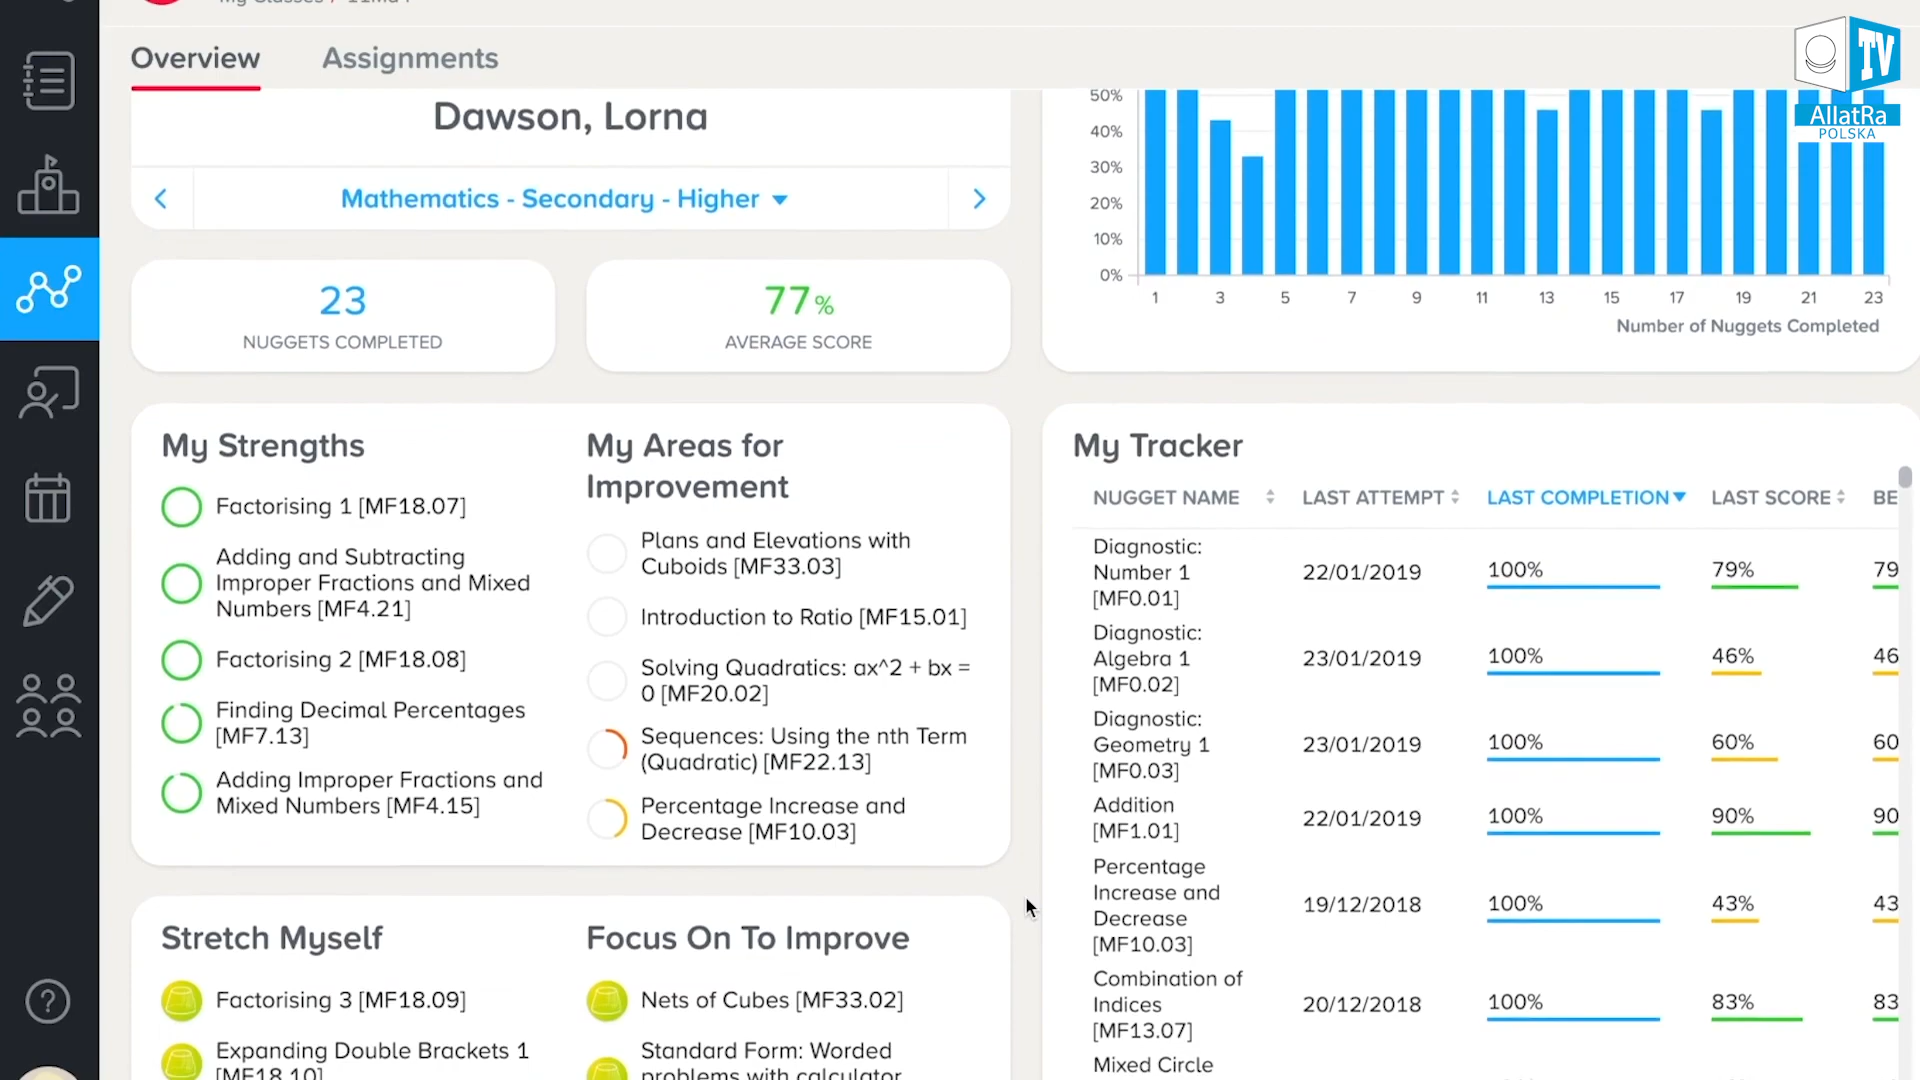 Overview
Assignments
TV
AllatRa
POLSKA
Dawson, Lorna
Mathematics - Secondary - Higher
23
NUGGETS COMPLETED
77%
AVERAGE SCORE
50%
40%
30%
20%
10%
0%
1 3 5 7 9 11 13 15 17 19 21 23
Number of Nuggets Completed
My Strengths
Factorising 1 [MF18.07]
Adding and Subtracting
Improper Fractions and Mixed
Numbers [MF4.21]
Factorising 2 [MF18.08]
Finding Decimal Percentages
[MF7.13]
Adding Improper Fractions and
Mixed Numbers [MF4.15]
My Areas for
Improvement
Plans and Elevations with
Cuboids [MF33.03]
Introduction to Ratio [MF15.01]
Solving Quadratics: ax^2 + bx =
0 [MF20.02]
Sequences: Using the nth Term
(Quadratic) [MF22.13]
Percentage Increase and
Decrease [MF10.03]
My Tracker
NUGGET NAME LAST ATTEMPT LAST COMPLETION LAST SCORE BE
Diagnostic:
Number 1
[MF0.01]
22/01/2019 100% 79% 79
Diagnostic:
Algebra 1
[MF0.02]
23/01/2019 100% 46% 46
Diagnostic:
Geometry 1
[MF0.03]
23/01/2019 100% 60% 60
Addition
[MF1.01]
22/01/2019 100% 90% 90
Percentage
Increase and
Decrease
[MF10.03]
19/12/2018 100% 43% 43
Combination of
Indices
[MF13.07]
20/12/2018 100% 83% 83
Mixed Circle
Stretch Myself
Factorising 3 [MF18.09]
Expanding Double Brackets 1
[MF18.10]
Focus On To Improve
Nets of Cubes [MF33.02]
Standard Form: Worded
problems with calculator
?